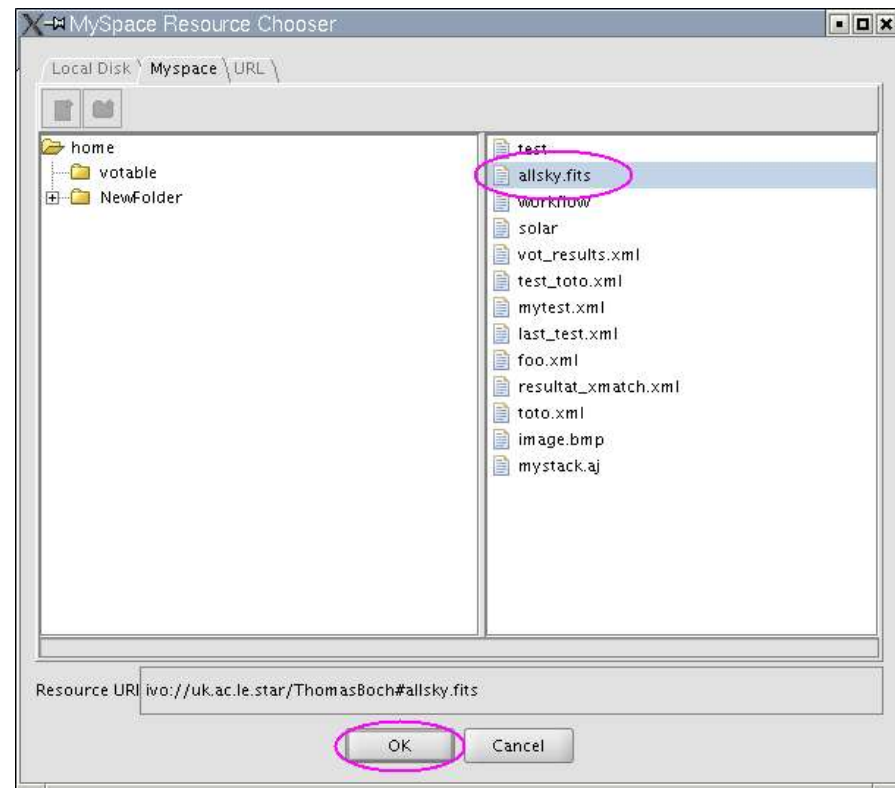 MySpace Resource Chooser
Local Disk Myspace URL
home
votable
NewFolder
test
allsky.fits
workflow
solar
vot_results.xml
test_toto.xml
mytest.xml
last_test.xml
foo.xml
resultat_xmatch.xml
toto.xml
image.bmp
mystack.aj
Resource URI ivo://uk.ac.le.star/ThomasBoch#allsky.fits
OK Cancel